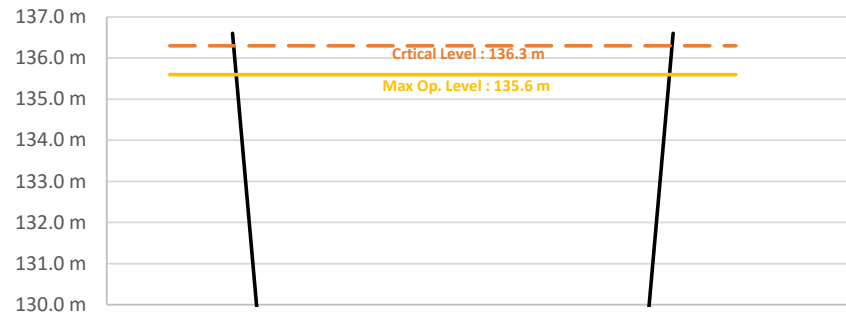 137.0 m
136.0 m
Crtical Level : 136.3 m
Max Op. Level : 135.6 m
135.0 m
134.0 m
133.0 m
132.0 m
131.0 m
130.0 m